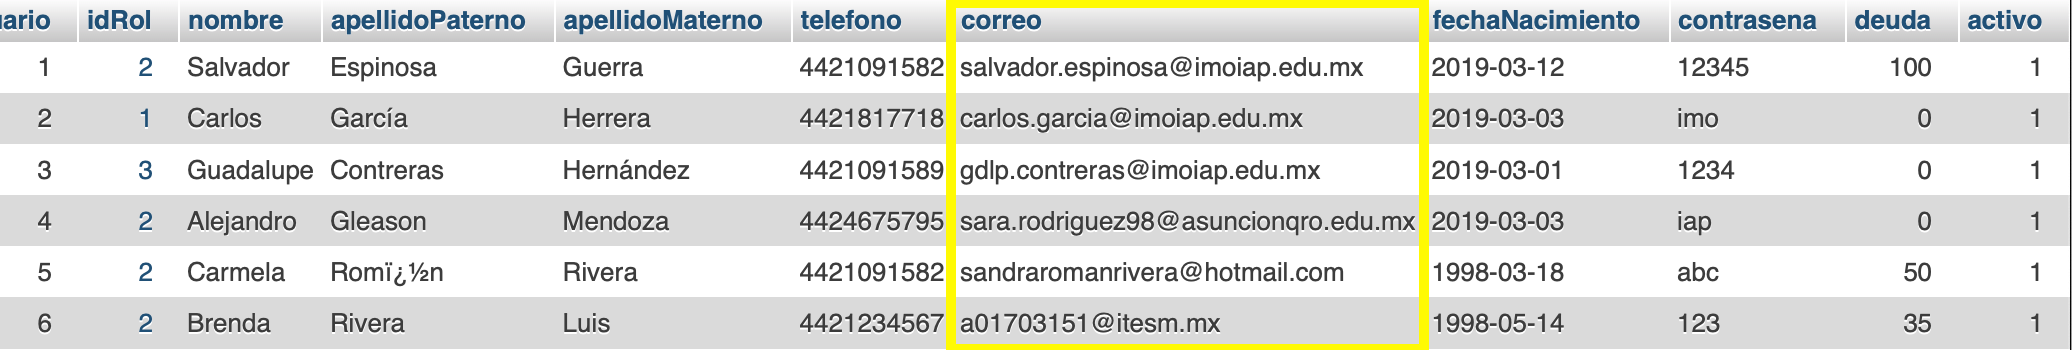 uario idRol nombre apellidoPaterno apellidoMaterno telefono correo fechaNacimiento contrasena deuda activo
1 2 Salvador Espinosa Guerra 4421091582 salvador.espinosa@imoiap.edu.mx 2019-03-12 12345 100 1
2 1 Carlos García Herrera 4421817718 carlos.garcia@imoiap.edu.mx 2019-03-03 imo 0 1
3 3 Guadalupe Contreras Hernández 4421091589 gdlp.contreras@imoiap.edu.mx 2019-03-01 1234 0 1
4 2 Alejandro Gleason Mendoza 4424675795 sara.rodriguez98@asuncionqro.edu.mx 2019-03-03 iap 0 1
5 2 Carmela Romï¿½n Rivera 4421091582 sandraromanrivera@hotmail.com 1998-03-18 abc 50 1
6 2 Brenda Rivera Luis 4421234567 a01703151@itesm.mx 1998-05-14 123 35 1